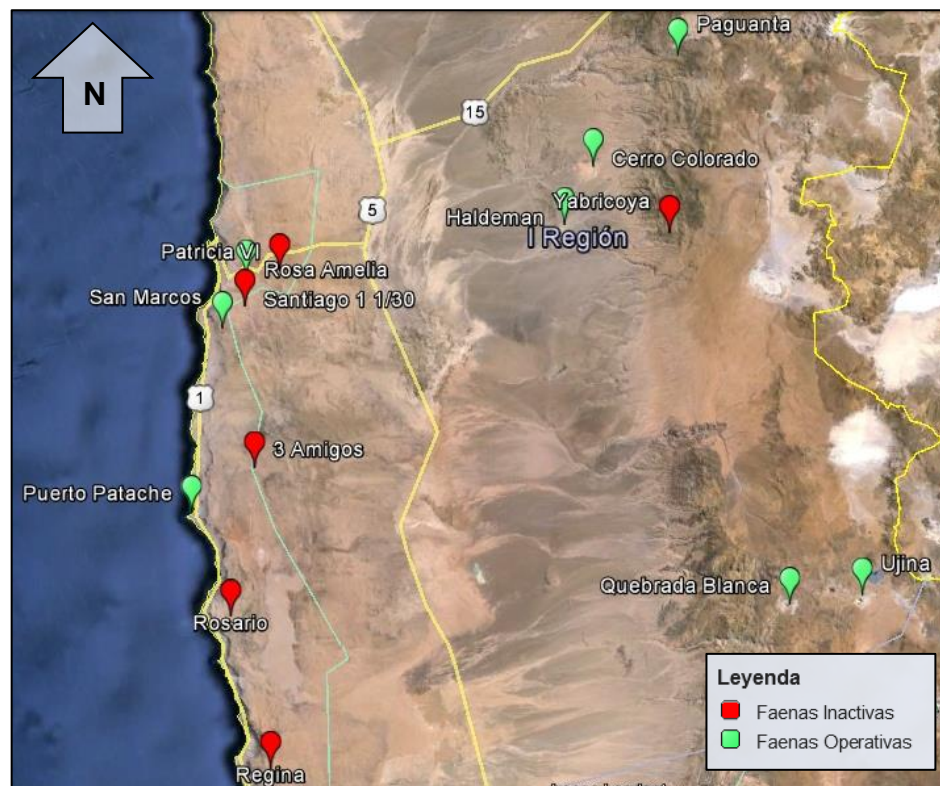 Paguanta
N
15
Cerro Colorado
Yabricoya
5
Haldeman
I Región
Patricia VI
Rosa Amelia
San Marcos
Santiago 1 1/30
1
3 Amigos
Puerto Patache
Ujina
Quebrada Blanca
Rosario
Leyenda
Faenas Inactivas
Faenas Operativas
Regina